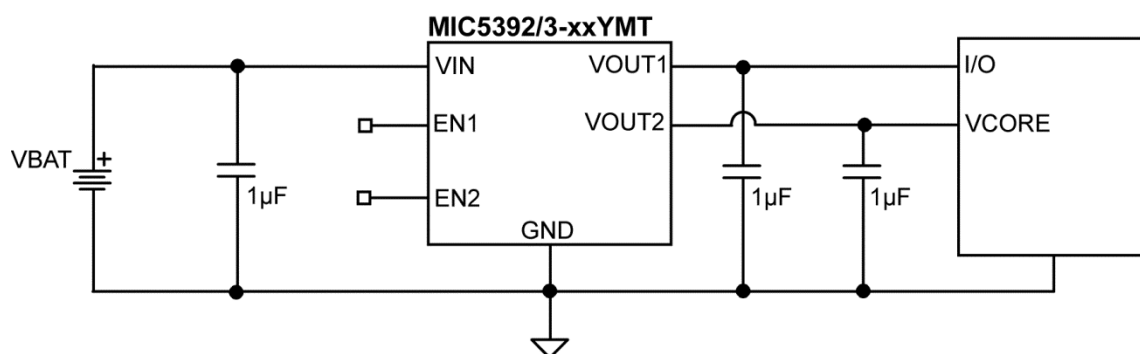 MIC5392/3-xxYMT
VIN
VOUT1
I/O
EN1
VOUT2
VCORE
VBAT
+
1µF
EN2
1µF
1µF
GND